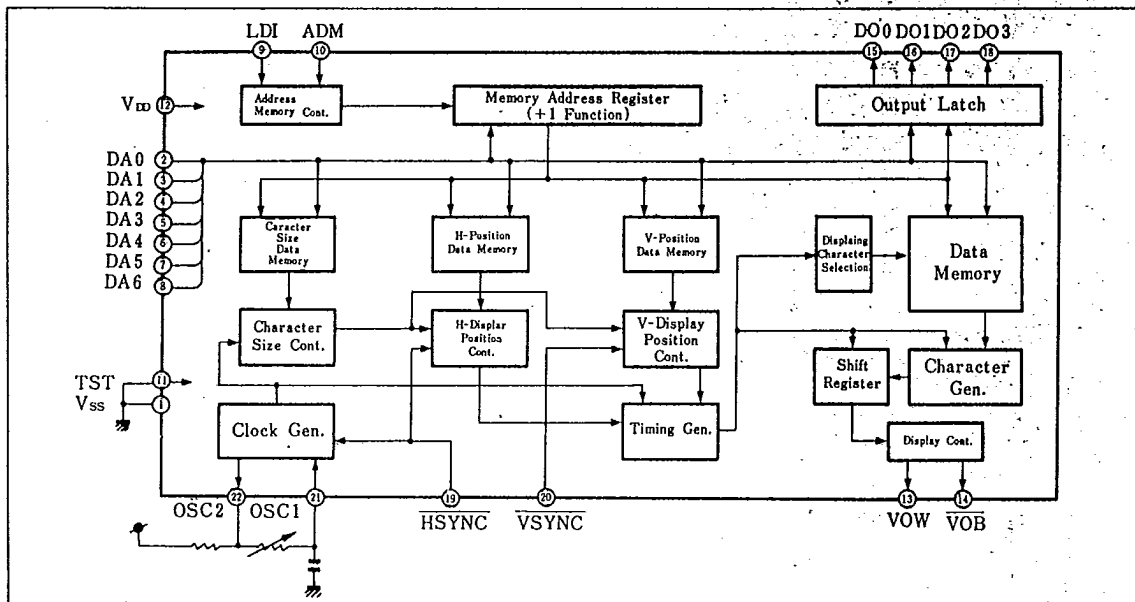 LDI ADM
9 10
DO0 DO1 DO2 DO3
15 16 17 18
VDD 12
Address
Memory Cont.
Memory Address Register
(+1 Function)
Output Latch
DA0 2
DA1 3
DA2 4
DA3 5
DA4 6
DA5 7
DA6 8
Caracter
Size
Data
Memory
H-Position
Data Memory
V-Position
Data Memory
Displaing
Character
Selection
Data
Memory
Character
Size Cont.
H-Displar
Position
Cont.
V-Display
Position
Cont.
Shift
Register
Character
Gen.
TST 11
VSS 1
Clock Gen.
Timing Gen.
Display Cont.
22 21 19 20 13 14
OSC2 OSC1 HSYNC VSYNC VOW VOB